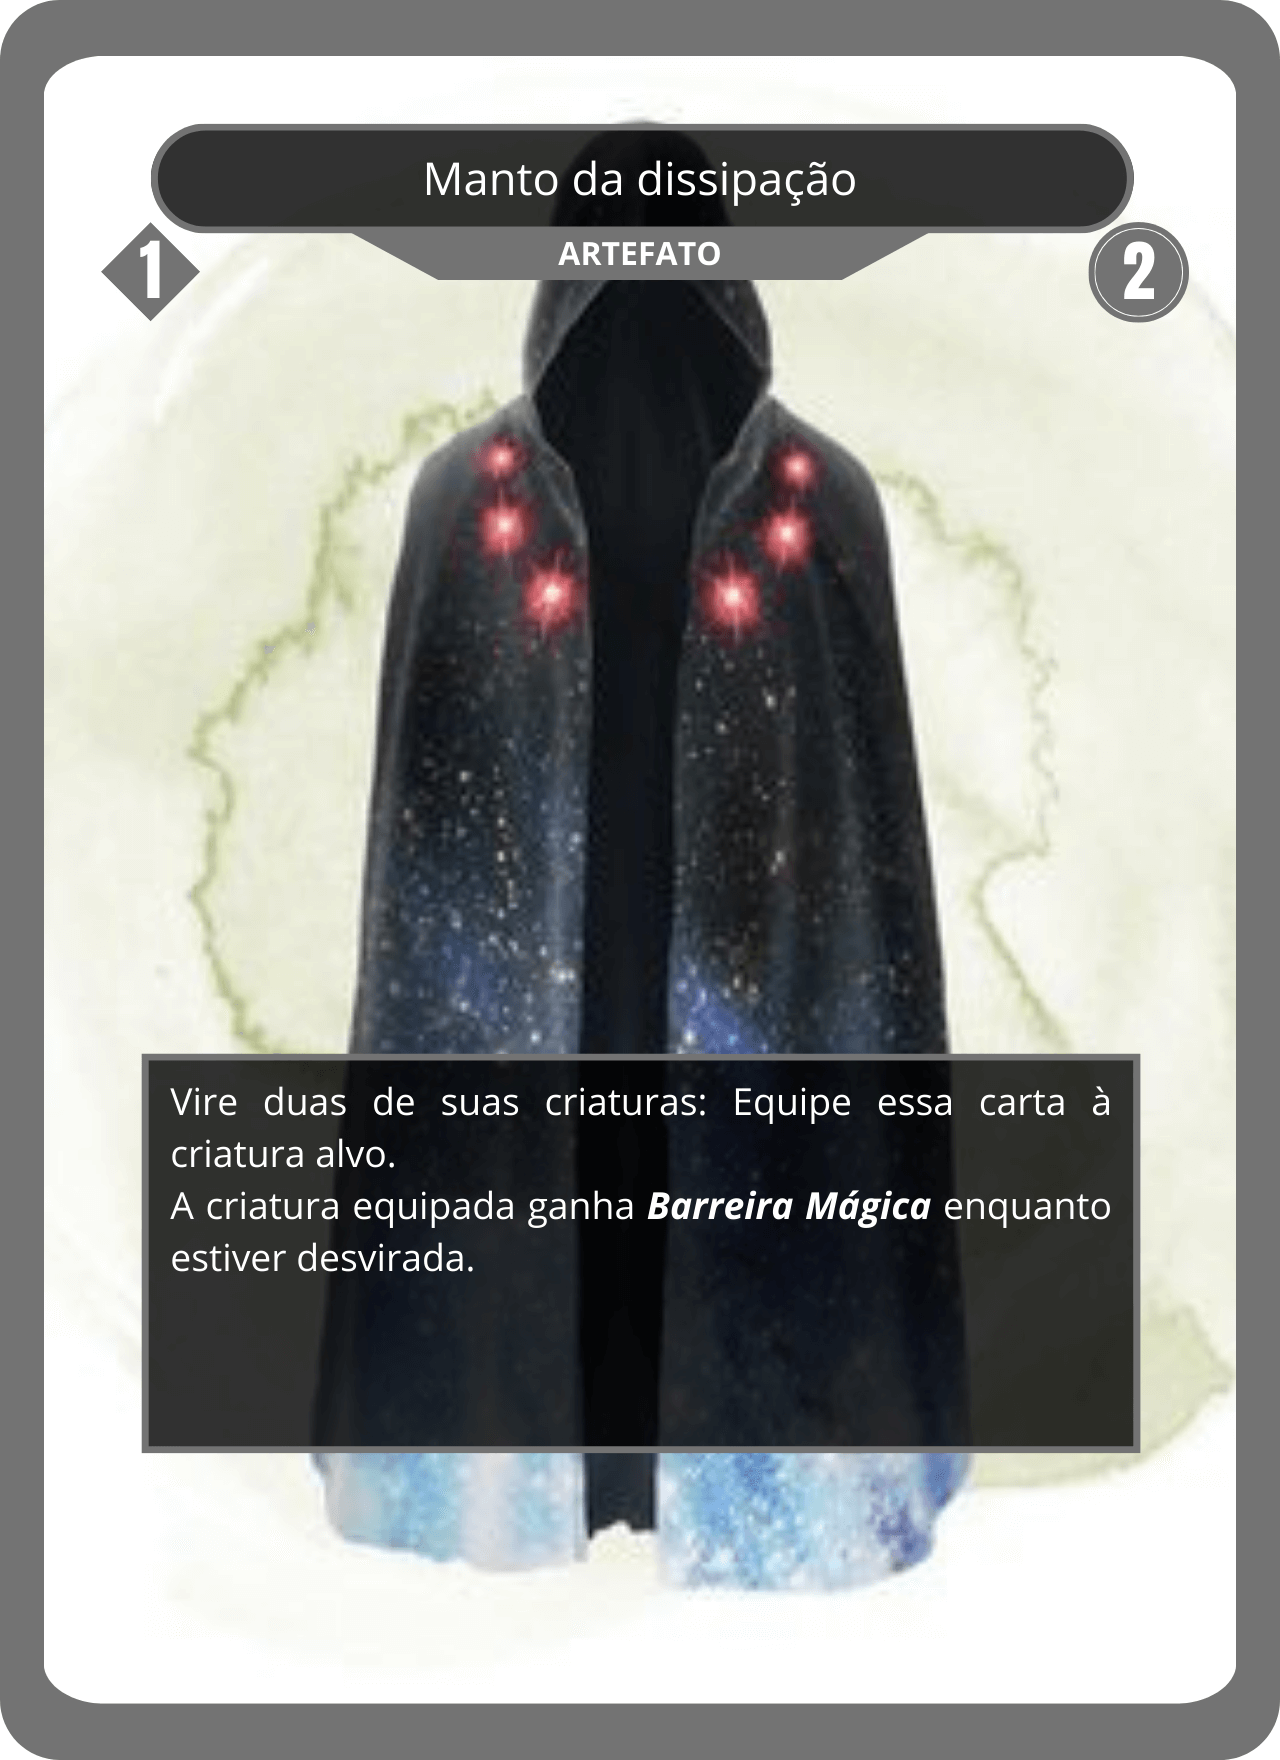 Manto da dissipação
ARTEFATO
1
2
Vire duas de suas criaturas: Equipe essa carta à
criatura alvo.
A criatura equipada ganha Barreira Mágica enquanto
estiver desvirada.